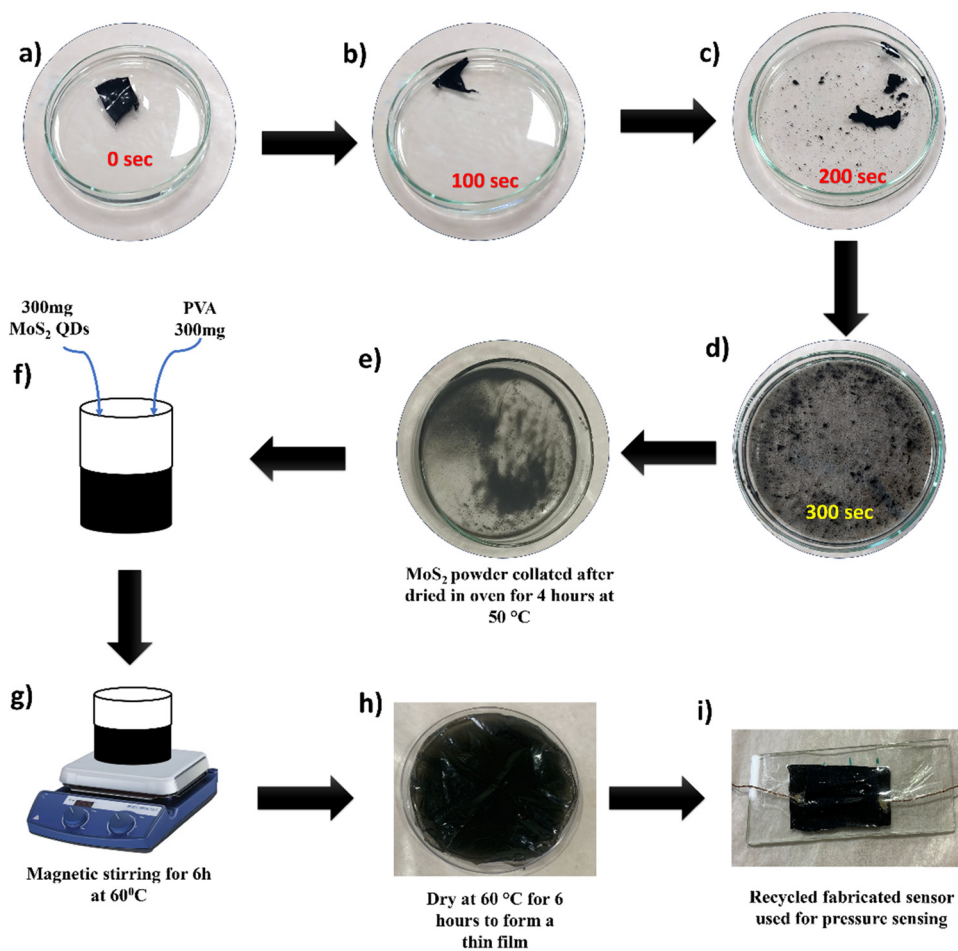 a)
0 sec
b)
100 sec
c)
200 sec
300mg
MoS₂ QDs
PVA
300mg
f)
e)
d)
300 sec
MoS₂ powder collated after
dried in oven for 4 hours at
50 °C
g)
Magnetic stirring for 6h
at 60⁰C
h)
Dry at 60 °C for 6
hours to form a
thin film
i)
Recycled fabricated sensor
used for pressure sensing